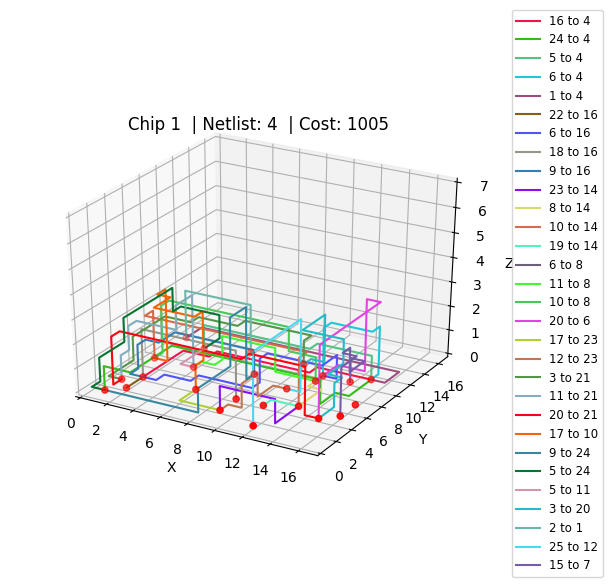 Chip 1 | Netlist: 4 | Cost: 1005
16 to 4
24 to 4
5 to 4
6 to 4
1 to 4
22 to 16
6 to 16
18 to 16
9 to 16
23 to 14
8 to 14
10 to 14
19 to 14
6 to 8
11 to 8
10 to 8
20 to 6
17 to 23
12 to 23
3 to 21
11 to 21
20 to 21
17 to 10
9 to 24
5 to 24
5 to 11
3 to 20
2 to 1
25 to 12
15 to 7
7
6
5
4
3
2
1
0
Z
0 2 4 6 8 10 12 14 16
X
0 2 4 6 8 10 12 14 16
Y